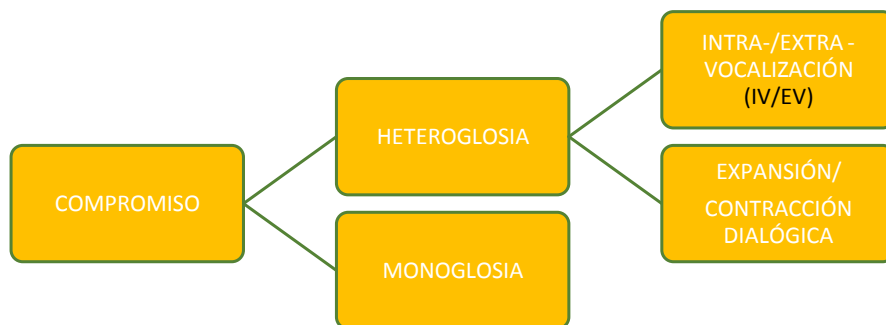 COMPROMISO
HETEROGLOSIA
MONOGLOSIA
INTRA-/EXTRA -
VOCALIZACIÓN
(IV/EV)
EXPANSIÓN/
CONTRACCIÓN
DIALÓGICA